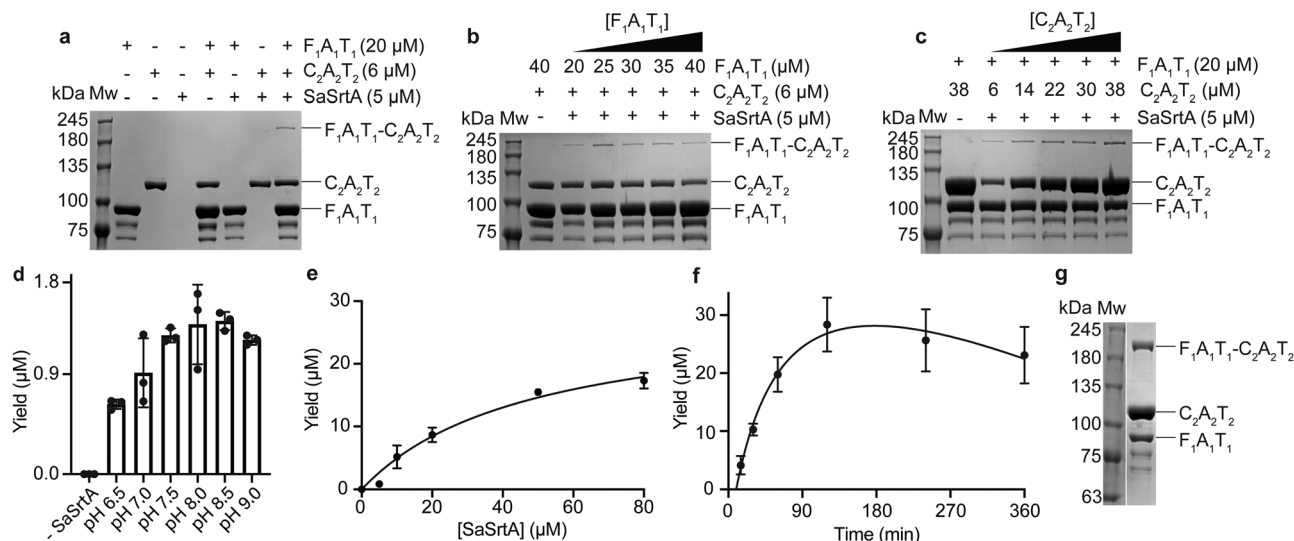 a
+ - - + + - + F₁A₁T₁ (20 µM)
- + - + - + + C₂A₂T₂ (6 µM)
- - + - + + + SaSrtA (5 µM)
kDa Mw
245
180
135
100
75
F₁A₁T₁-C₂A₂T₂
C₂A₂T₂
F₁A₁T₁
b
[F₁A₁T₁]
40 20 25 30 35 40 F₁A₁T₁ (µM)
+ + + + + + C₂A₂T₂ (6 µM)
- + + + + + SaSrtA (5 µM)
kDa Mw
245
180
135
100
75
F₁A₁T₁-C₂A₂T₂
C₂A₂T₂
F₁A₁T₁
c
[C₂A₂T₂]
+ + + + + + F₁A₁T₁ (20 µM)
38 6 14 22 30 38 C₂A₂T₂ (µM)
- + + + + + SaSrtA (5 µM)
kDa Mw
245
180
135
100
75
F₁A₁T₁-C₂A₂T₂
C₂A₂T₂
F₁A₁T₁
d
Yield (µM)
1.8
0.9
0.0
- SaSrtA
pH 6.5
pH 7.0
pH 7.5
pH 8.0
pH 8.5
pH 9.0
e
Yield (µM)
30
20
10
0
0 20 40 60 80
[SaSrtA] (µM)
f
Yield (µM)
30
20
10
0
0 90 180 270 360
Time (min)
g
kDa Mw
245
180
135
100
75
63
F₁A₁T₁-C₂A₂T₂
C₂A₂T₂
F₁A₁T₁